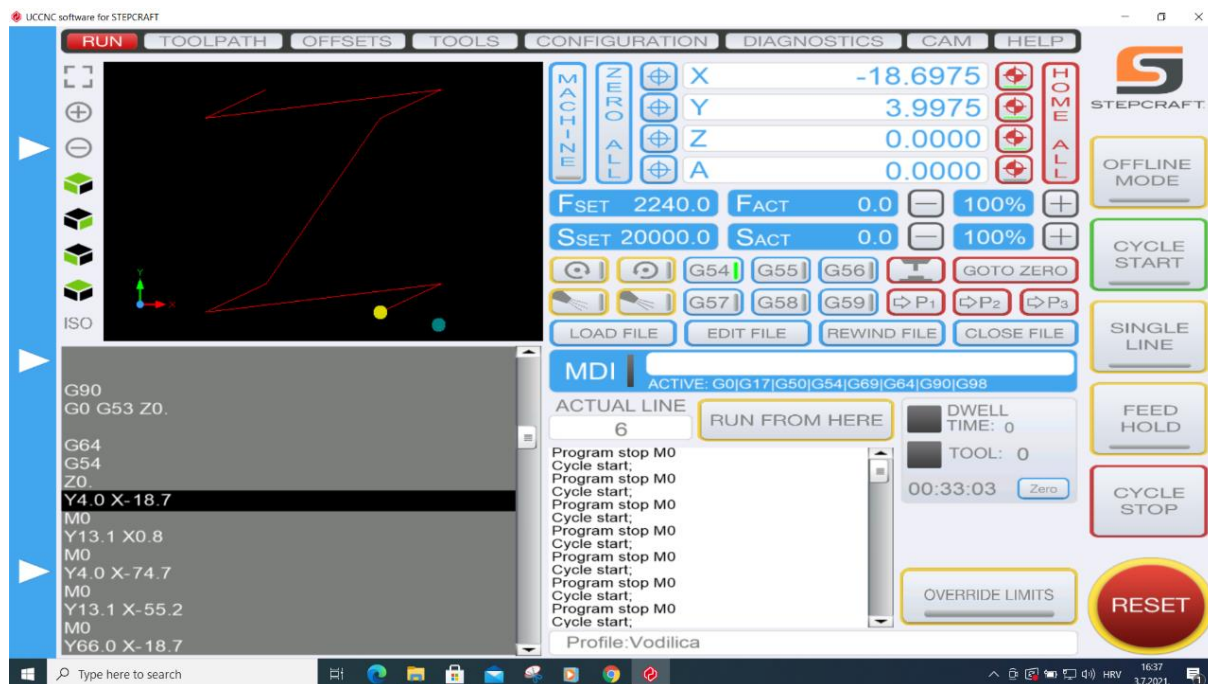 UCCNC software for STEPCRAFT
RUN TOOLPATH OFFSETS TOOLS CONFIGURATION DIAGNOSTICS CAM HELP
MACHINE
ZERO ALL
X -18.6975
Y 3.9975
Z 0.0000
A 0.0000
HOME ALL
FSET 2240.0 FACT 0.0 100%
SSET 20000.0 SACT 0.0 100%
G54 G55 G56 GOTO ZERO
G57 G58 G59 P1 P2 P3
LOAD FILE EDIT FILE REWIND FILE CLOSE FILE
MDI
ACTIVE: G0|G17|G50|G54|G69|G64|G90|G98
ISO
Y
X
G90
G0 G53 Z0.
G64
G54
Z0.
Y4.0 X-18.7
M0
Y13.1 X0.8
M0
Y4.0 X-74.7
M0
Y13.1 X-55.2
M0
Y66.0 X-18.7
ACTUAL LINE
6
RUN FROM HERE
DWELL
TIME: 0
TOOL: 0
00:33:03 Zero
Program stop M0
Cycle start;
Program stop M0
Cycle start;
Program stop M0
Cycle start;
Program stop M0
Cycle start;
Program stop M0
Cycle start;
Program stop M0
Cycle start;
Program stop M0
Cycle start;
OVERRIDE LIMITS
Profile:Vodilica
STEPCRAFT
OFFLINE
MODE
CYCLE
START
SINGLE
LINE
FEED
HOLD
CYCLE
STOP
RESET
Type here to search
HRV
16:37
3.7.2021.